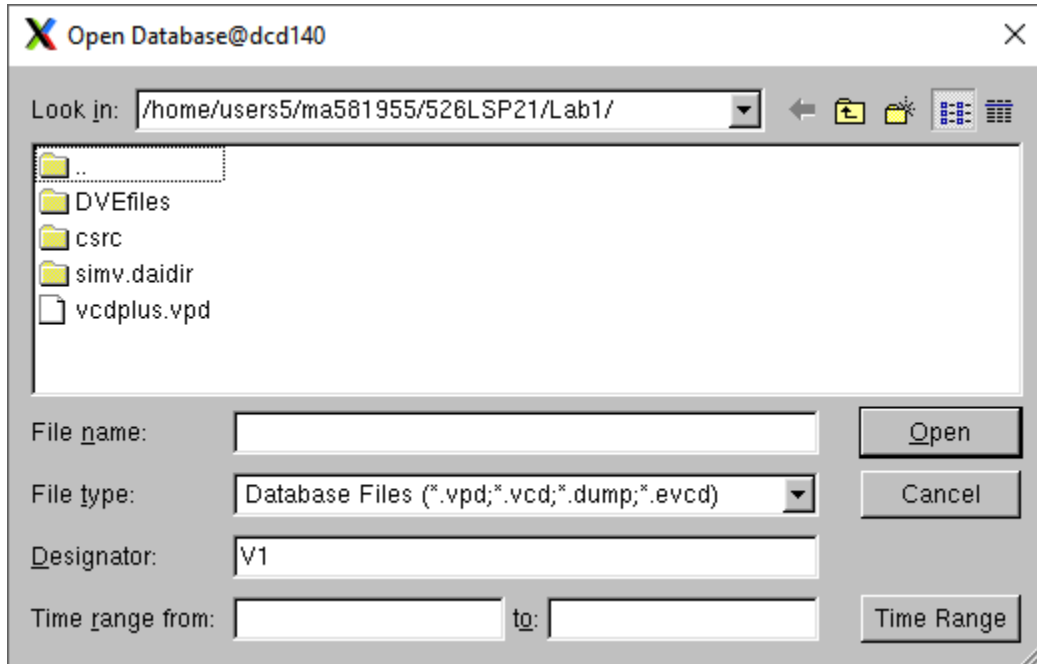 Open Database@dcd140
Look in: /home/users5/ma581955/526LSP21/Lab1/
..
DVEfiles
csrc
simv.daidir
vcdplus.vpd
File name: Open
File type: Database Files (*.vpd;*.vcd;*.dump;*.evcd) Cancel
Designator: V1
Time range from: to: Time Range